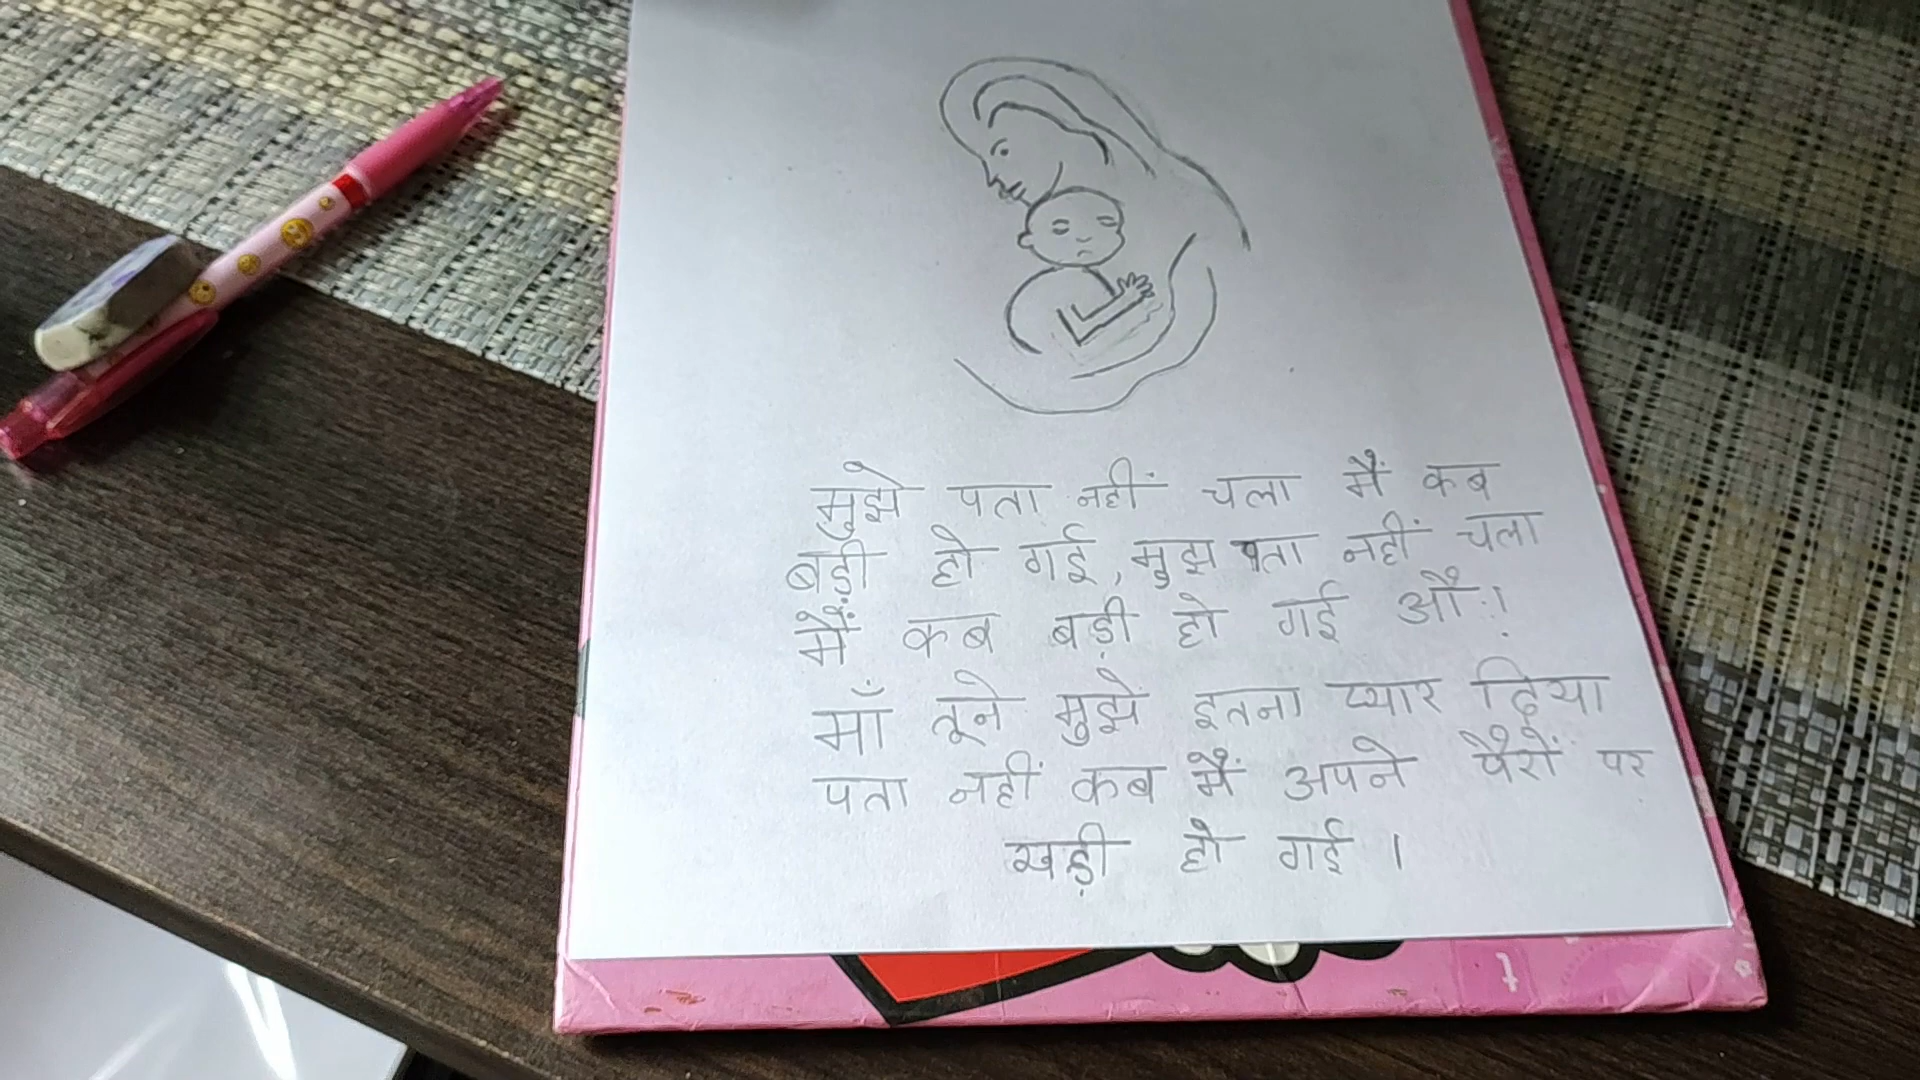 मुझे पता नहीं चला मैं कब
बड़ी हो गई, मुझ पता नहीं चला
मैं कब बड़ी हो गई औ
माँ तूने मुझे इतना प्यार दिया
पता नहीं कब मैं अपने पैरों पर
खड़ी हो गई ।